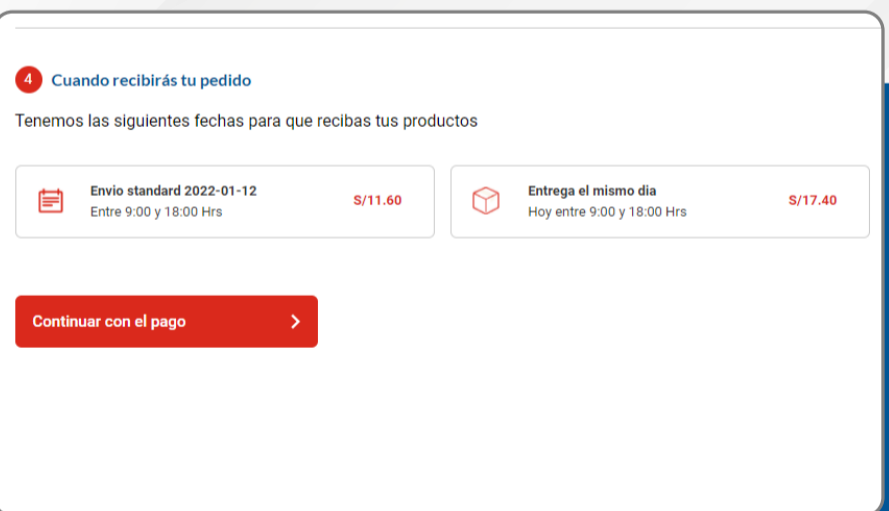 4 Cuando recibirás tu pedido
Tenemos las siguientes fechas para que recibas tus productos
Envio standard 2022-01-12
Entre 9:00 y 18:00 Hrs
S/11.60
Entrega el mismo dia
Hoy entre 9:00 y 18:00 Hrs
S/17.40
Continuar con el pago